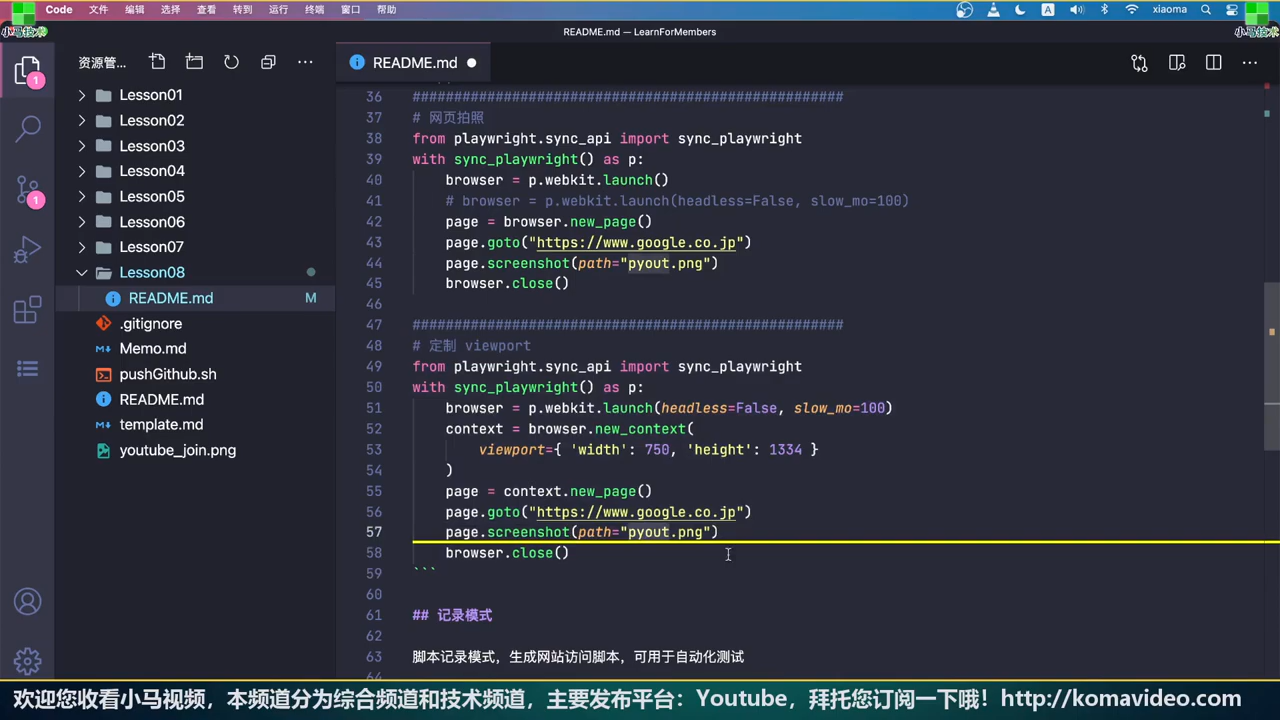 Code 文件 编辑 选择 查看 转到 终端 运行 窗口 帮助 A xiaoma
小马技术 README.md — LearnForMembers 小马技术
资源管... README.md
1
1
Lesson01
Lesson02
Lesson03
Lesson04
Lesson05
Lesson06
Lesson07
Lesson08
README.md M
.gitignore
Memo.md
pushGithub.sh
README.md
template.md
youtube_join.png
36 ####################################################
37 # 网页拍照
38 from playwright.sync_api import sync_playwright
39 with sync_playwright() as p:
40 browser = p.webkit.launch()
41 # browser = p.webkit.launch(headless=False, slow_mo=100)
42 page = browser.new_page()
43 page.goto("https://www.google.co.jp")
44 page.screenshot(path="pyout.png")
45 browser.close()
46
47 ####################################################
48 # 定制 viewport
49 from playwright.sync_api import sync_playwright
50 with sync_playwright() as p:
51 browser = p.webkit.launch(headless=False, slow_mo=100)
52 context = browser.new_context(
53 viewport={ 'width': 750, 'height': 1334 }
54 )
55 page = context.new_page()
56 page.goto("https://www.google.co.jp")
57 page.screenshot(path="pyout.png")
58 browser.close()
59 ```
60
61 ## 记录模式
62
63 脚本记录模式，生成网站访问脚本，可用于自动化测试
欢迎您收看小马视频，本频道分为综合频道和技术频道，主要发布平台：Youtube，拜托您订阅一下哦！http://komavideo.com